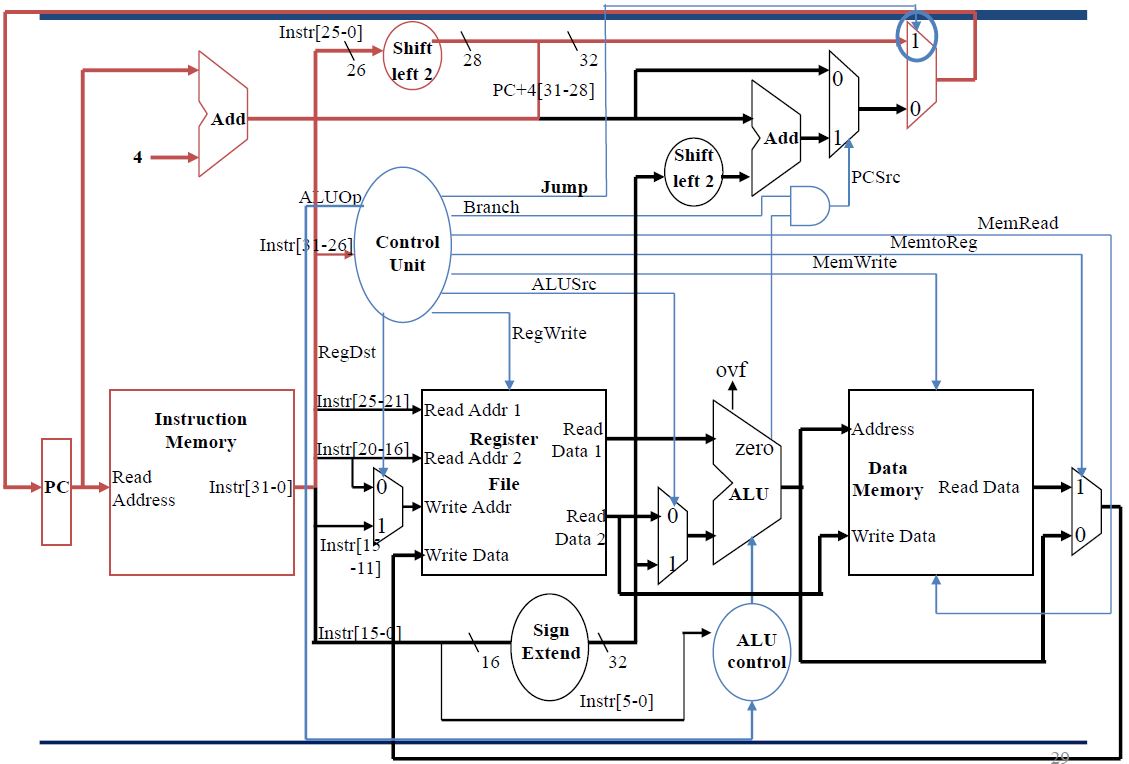 Instr[25-0]
26
Shift
left 2
28
32
1
PC+4[31-28]
0
Add
4
0
1
Add
Shift
left 2
PCSrc
ALUOp
Jump
Branch
MemRead
MemtoReg
MemWrite
Instr[31-26]
Control
Unit
ALUSrc
RegWrite
RegDst
ovf
Instruction
Memory
PC
Read
Address
Instr[31-0]
Instr[25-21]
Read Addr 1
Instr[20-16]
Read Addr 2
Register
File
Read
Data 1
0
1
Write Addr
Instr[15
-11]
Write Data
Read
Data 2
0
1
zero
ALU
Address
Data
Memory
Read Data
Write Data
1
0
Instr[15-0]
16
Sign
Extend
32
ALU
control
Instr[5-0]
29